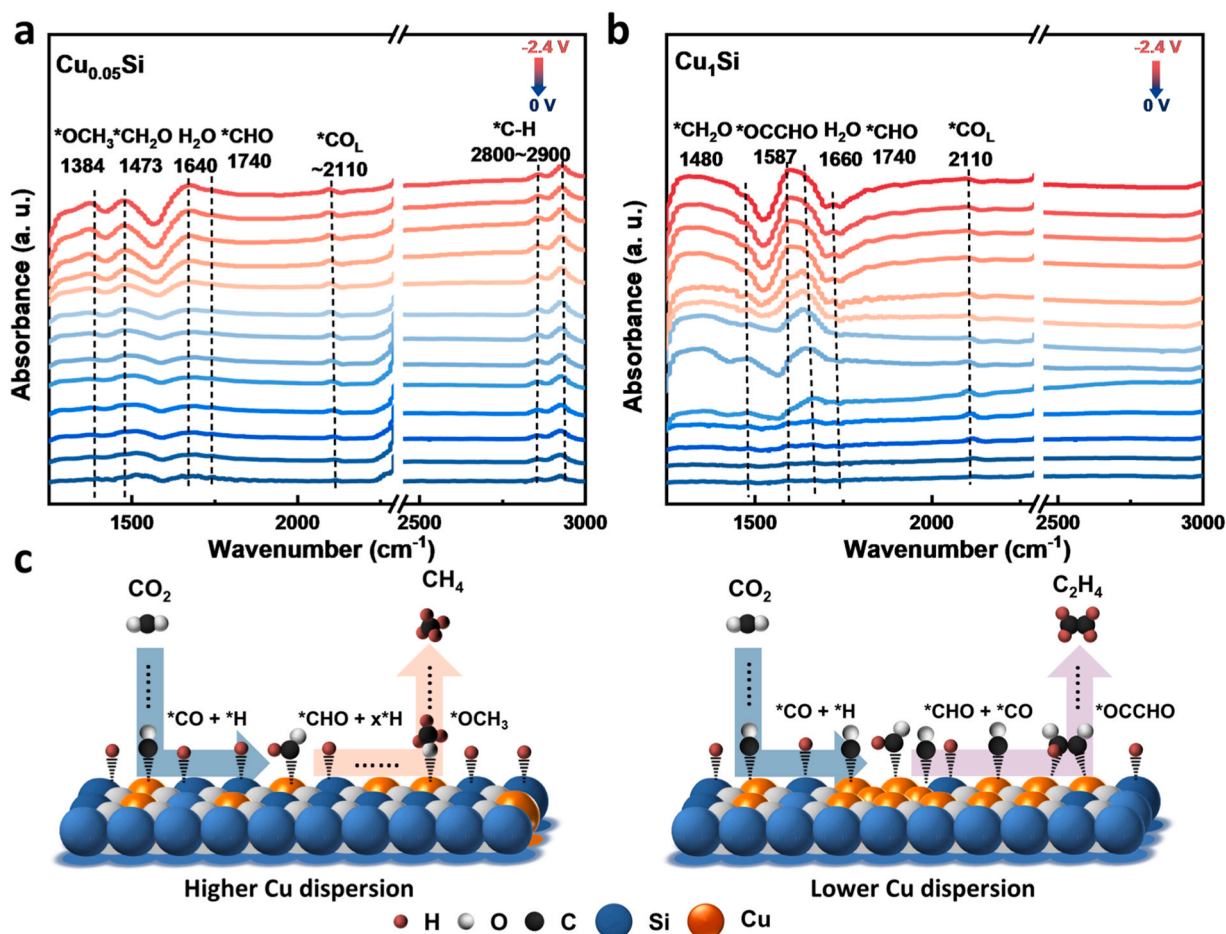 a
Cu0.05Si
-2.4 V
0 V
*OCH3 *CH2O H2O *CHO *COL *C-H
1384 1473 1640 1740 ~2110 2800~2900
Absorbance (a. u.)
1500 2000 2500 3000
Wavenumber (cm-1)
b
Cu1Si
-2.4 V
0 V
*CH2O *OCCHO H2O *CHO *COL
1480 1587 1660 1740 2110
Absorbance (a. u.)
1500 2000 2500 3000
Wavenumber (cm-1)
c
CO2
CH4
*CO + *H
*CHO + x*H
*OCH3
Higher Cu dispersion
CO2
C2H4
*CO + *H
*CHO + *CO
*OCCHO
Lower Cu dispersion
H O C Si Cu